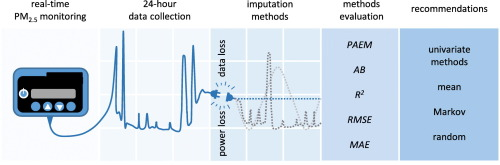 real-time
PM2.5 monitoring
24-hour
data collection
imputation
methods
methods
evaluation
recommendations
data loss
power loss
PAEM
AB
R²
RMSE
MAE
univariate
methods
mean
Markov
random